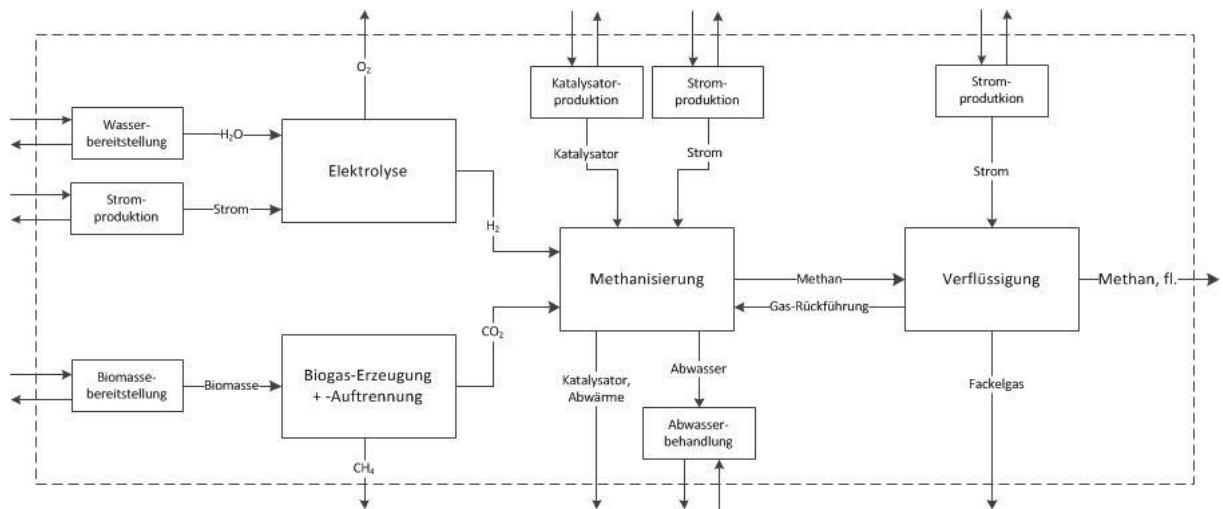 O₂
Katalysator-
produktion
Strom-
produktion
Strom-
produtkion
Wasser-
bereitstellung
H₂O
Elektrolyse
Katalysator
Strom
Strom
Strom-
produktion
Strom
H₂
Methanisierung
Methan
Verflüssigung
Methan, fl.
Gas-Rückführung
CO₂
Biomasse-
bereitstellung
Biomasse
Biogas-Erzeugung
+ -Auftrennung
Katalysator,
Abwärme
Abwasser
Fackelgas
Abwasser-
behandlung
CH₄